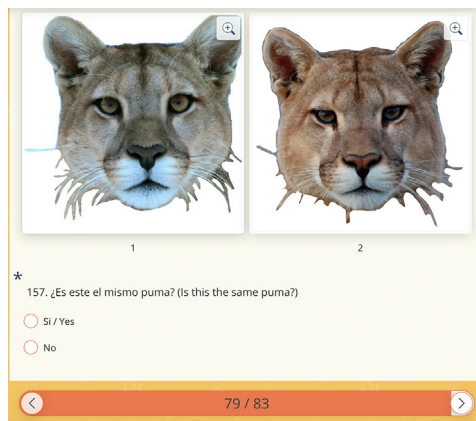 1
2
*
157. ¿Es este el mismo puma? (Is this the same puma?)
Si / Yes
No
79 / 83